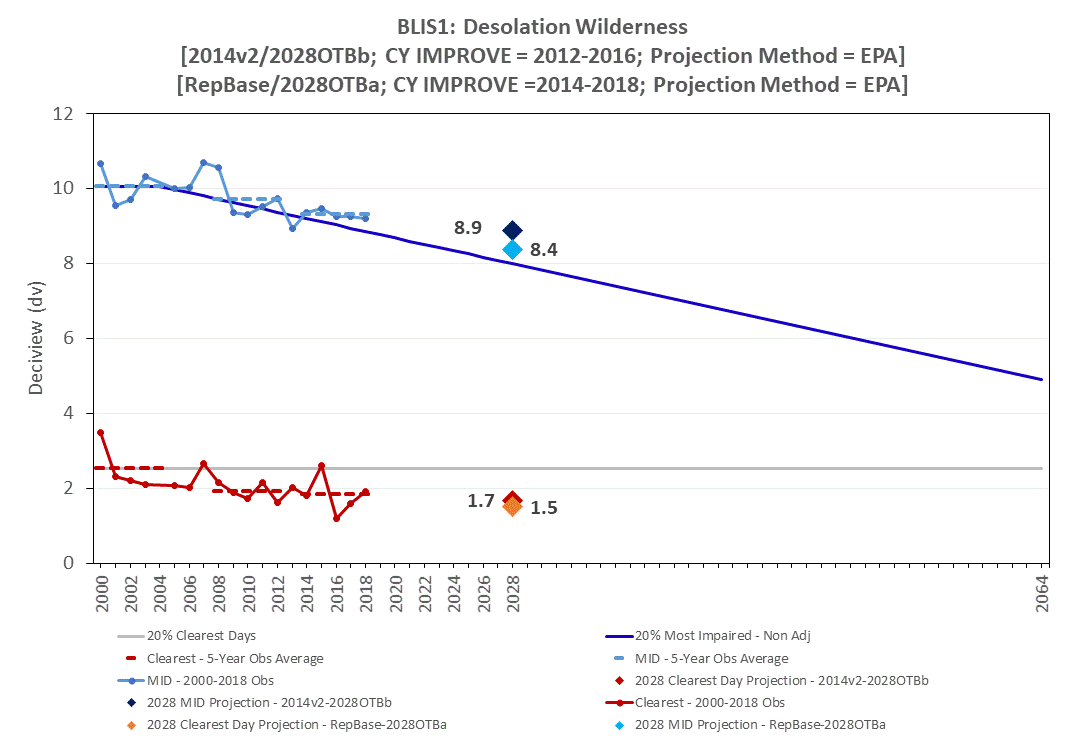 BLIS1: Desolation Wilderness
[2014v2/2028OTBb; CY IMPROVE = 2012-2016; Projection Method = EPA]
[RepBase/2028OTBa; CY IMPROVE =2014-2018; Projection Method = EPA]
Deciview (dv)
12
10
8
6
4
2
0
8.9
8.4
1.7
1.5
2000
2002
2004
2006
2008
2010
2012
2014
2016
2018
2020
2022
2024
2026
2028
2064
20% Clearest Days
20% Most Impaired - Non Adj
Clearest - 5-Year Obs Average
MID - 5-Year Obs Average
MID - 2000-2018 Obs
2028 Clearest Day Projection - 2014v2-2028OTBb
2028 MID Projection - 2014v2-2028OTBb
Clearest - 2000-2018 Obs
2028 Clearest Day Projection - RepBase-2028OTBa
2028 MID Projection - RepBase-2028OTBa